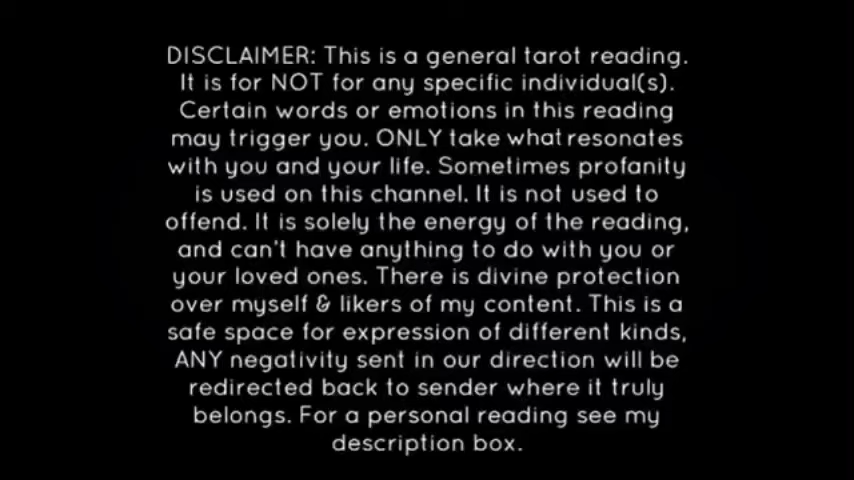 DISCLAIMER: This is a general tarot reading.
It is for NOT for any specific individual(s).
Certain words or emotions in this reading
may trigger you. ONLY take what resonates
with you and your life. Sometimes profanity
is used on this channel. It is not used to
offend. It is solely the energy of the reading,
and can't have anything to do with you or
your loved ones. There is divine protection
over myself & likers of my content. This is a
safe space for expression of different kinds,
ANY negativity sent in our direction will be
redirected back to sender where it truly
belongs. For a personal reading see my
description box.